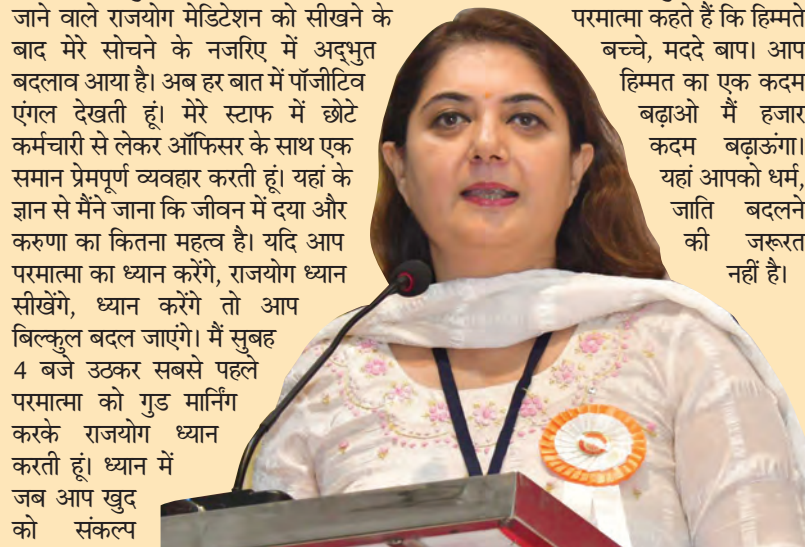 जाने वाले राजयोग मेडिटेशन को सीखने के
बाद मेरे सोचने के नजरिए में अद्भुत
बदलाव आया है। अब हर बात में पॉजीटिव
एंगल देखती हूं। मेरे स्टाफ में छोटे
कर्मचारी से लेकर ऑफिसर के साथ एक
समान प्रेमपूर्ण व्यवहार करती हूं। यहां के
ज्ञान से मैंने जाना कि जीवन में दया और
करुणा का कितना महत्व है। यदि आप
परमात्मा का ध्यान करेंगे, राजयोग ध्यान
सीखेंगे, ध्यान करेंगे तो आप
बिल्कुल बदल जाएंगे। मैं सुबह
4 बजे उठकर सबसे पहले
परमात्मा को गुड मार्निंग
करके राजयोग ध्यान
करती हूं। ध्यान में
जब आप खुद
को संकल्प
परमात्मा कहते हैं कि हिम्मते
बच्चे, मददे बाप। आप
हिम्मत का एक कदम
बढ़ाओ मैं हजार
कदम बढ़ाऊंगा।
यहां आपको धर्म,
जाति बदलने
की जरूरत
नहीं है।